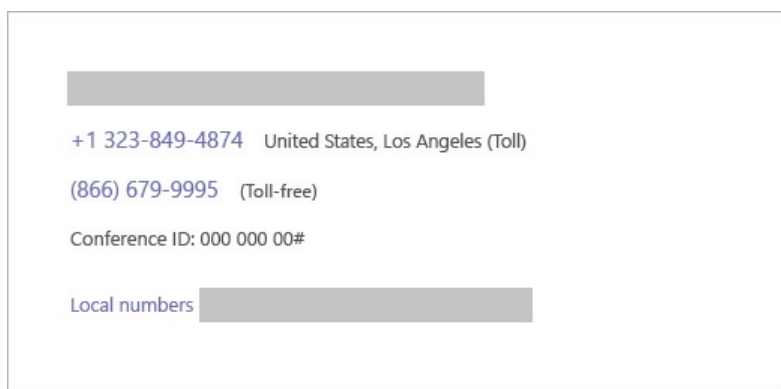 +1 323-849-4874 United States, Los Angeles (Toll)
(866) 679-9995 (Toll-free)
Conference ID: 000 000 00#
Local numbers